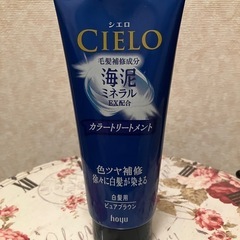 シエロ
CIELO
毛髪補修成分
海泥
ミネラル
EX配合
カラートリートメント
色ツヤ補修
徐々に白髪が染まる
白髪用
ピュアブラウン
hoyu